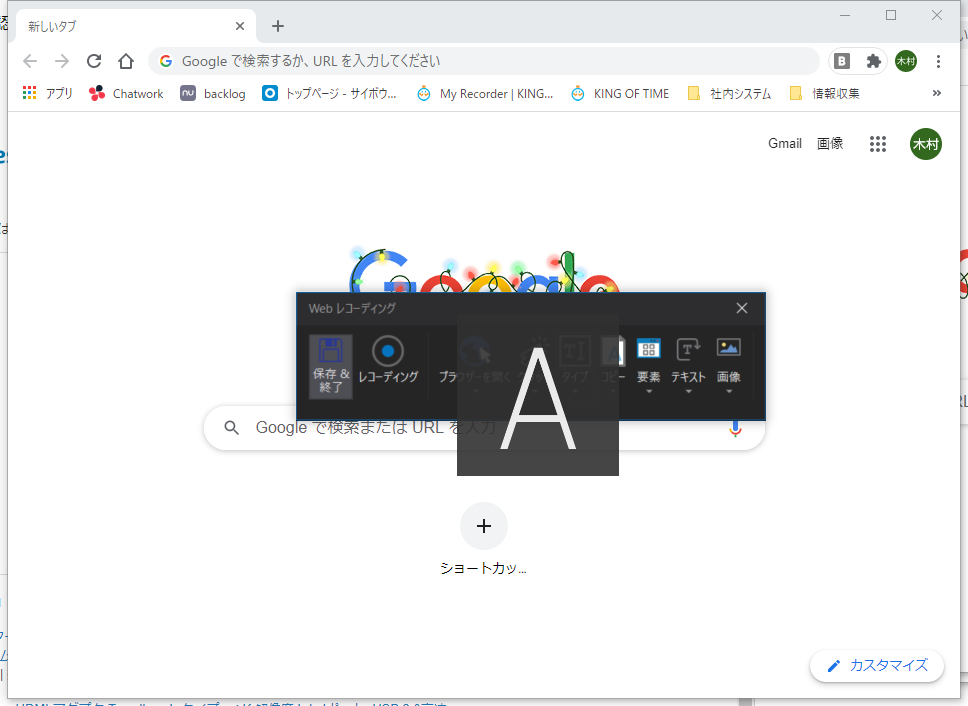 新しいタブ
Google で検索するか、URL を入力してください
B
木村
アプリ
Chatwork
nu
backlog
トップページ - サイボウ...
My Recorder | KING...
KING OF TIME
社内システム
情報収集
»
Gmail
画像
木村
Google
Web レコーディング
保存 &
終了
レコーディング
ブラウザーを開く
タイプ
コピー
要素
テキスト
画像
A
Google で検索または URL を入力
ショートカッ...
カスタマイズ